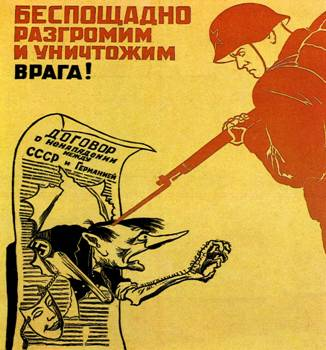 БЕСПОЩАДНО
РАЗГРОМИМ
И УНИЧТОЖИМ
ВРАГА!
ДОГОВОР
О НЕНАПАДЕНИИ
МЕЖДУ
СССР И ГЕРМАНИЕЙ